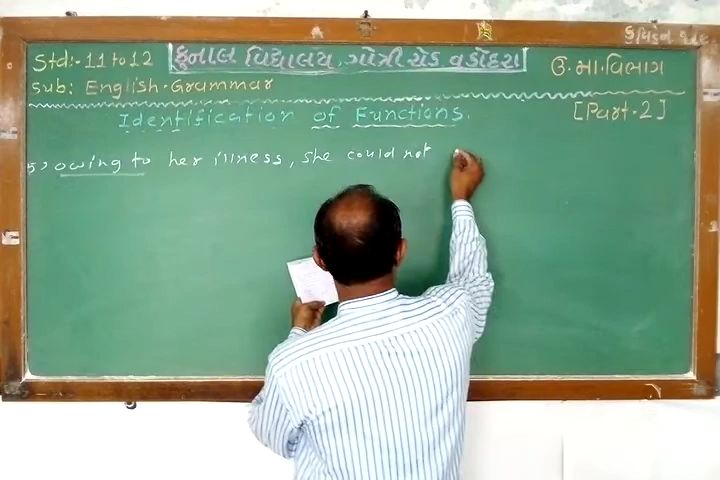 Std:- 11 to 12 કુનાલ વિદ્યાલય, ગોત્રી રોડ વડોદરા ઉ.મા.વિભાગ
Sub: English-Grammar
Identification of Functions. [Part-2]
5, owing to her illness, she could not